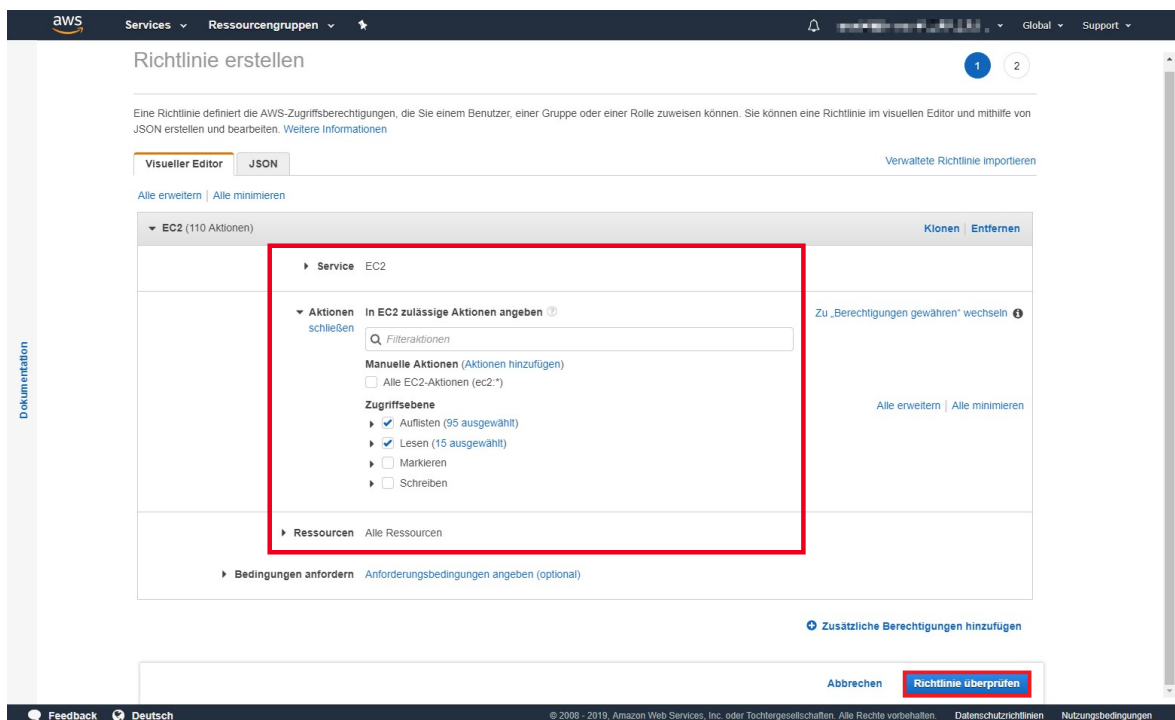 aws Services Ressourcengruppen Global Support
Richtlinie erstellen 1 2
Eine Richtlinie definiert die AWS-Zugriffsberechtigungen, die Sie einem Benutzer, einer Gruppe oder einer Rolle zuweisen können. Sie können eine Richtlinie im visuellen Editor und mithilfe von
JSON erstellen und bearbeiten. Weitere Informationen
Visueller Editor JSON Verwaltete Richtlinie importieren
Alle erweitern | Alle minimieren
EC2 (110 Aktionen) Klonen | Entfernen
Service EC2
Aktionen In EC2 zulässige Aktionen angeben Zu „Berechtigungen gewähren“ wechseln
schließen
Filteraktionen
Manuelle Aktionen (Aktionen hinzufügen)
Alle EC2-Aktionen (ec2:*)
Zugriffsebene Alle erweitern | Alle minimieren
Auflisten (95 ausgewählt)
Lesen (15 ausgewählt)
Markieren
Schreiben
Ressourcen Alle Ressourcen
Bedingungen anfordern Anforderungsbedingungen angeben (optional)
Zusätzliche Berechtigungen hinzufügen
Abbrechen Richtlinie überprüfen
Dokumentation
Feedback Deutsch © 2008 - 2019, Amazon Web Services, Inc. oder Tochtergesellschaften. Alle Rechte vorbehalten. Datenschutzrichtlinien Nutzungsbedingungen